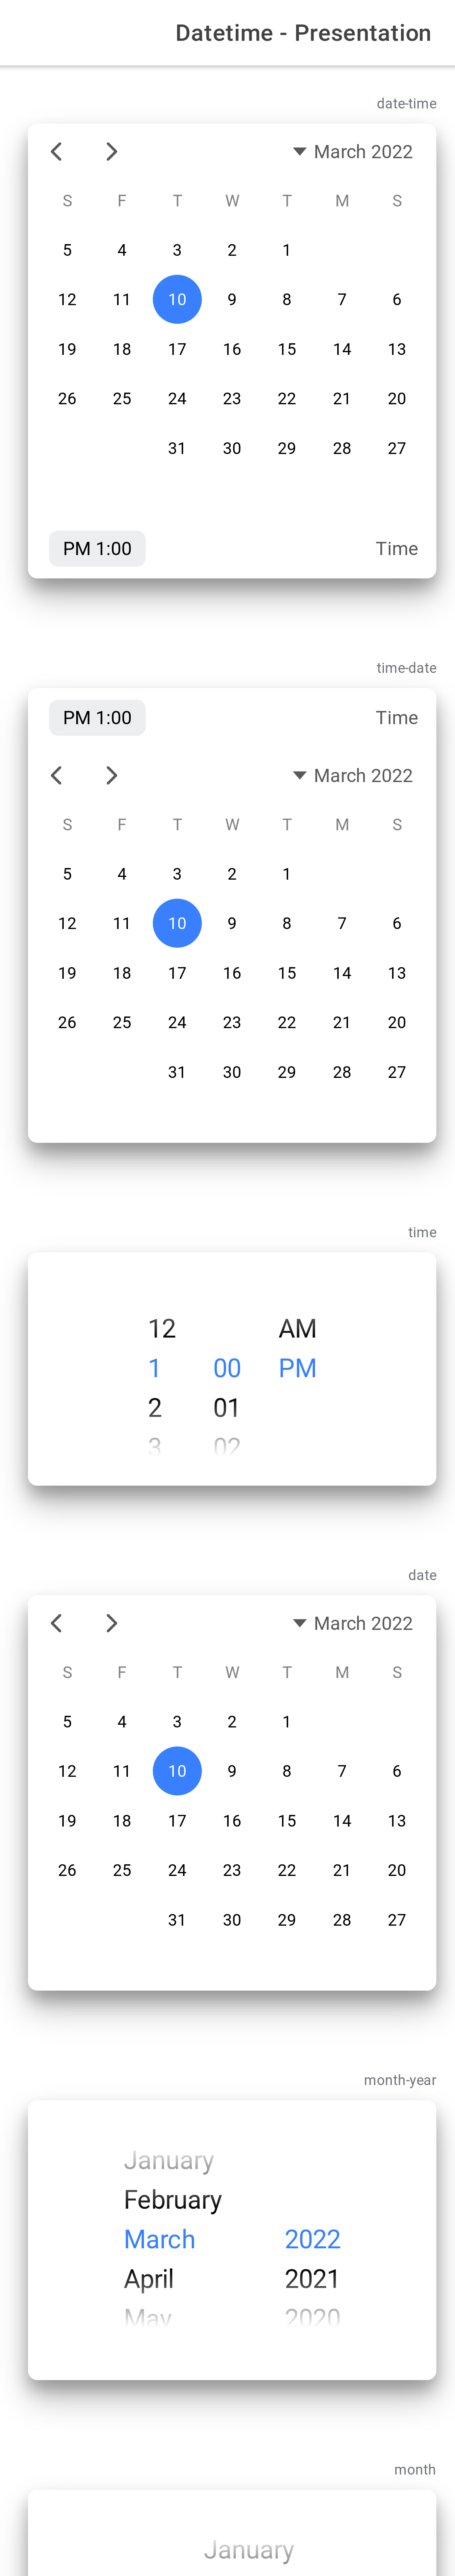 Datetime - Presentation
date-time
March 2022
S F T W T M S
5 4 3 2 1
12 11 10 9 8 7 6
19 18 17 16 15 14 13
26 25 24 23 22 21 20
31 30 29 28 27
PM 1:00 Time
time-date
PM 1:00 Time
March 2022
S F T W T M S
5 4 3 2 1
12 11 10 9 8 7 6
19 18 17 16 15 14 13
26 25 24 23 22 21 20
31 30 29 28 27
time
12 AM
1 00 PM
2 01
3 02
date
March 2022
S F T W T M S
5 4 3 2 1
12 11 10 9 8 7 6
19 18 17 16 15 14 13
26 25 24 23 22 21 20
31 30 29 28 27
month-year
January
February
March 2022
April 2021
May 2020
month
January